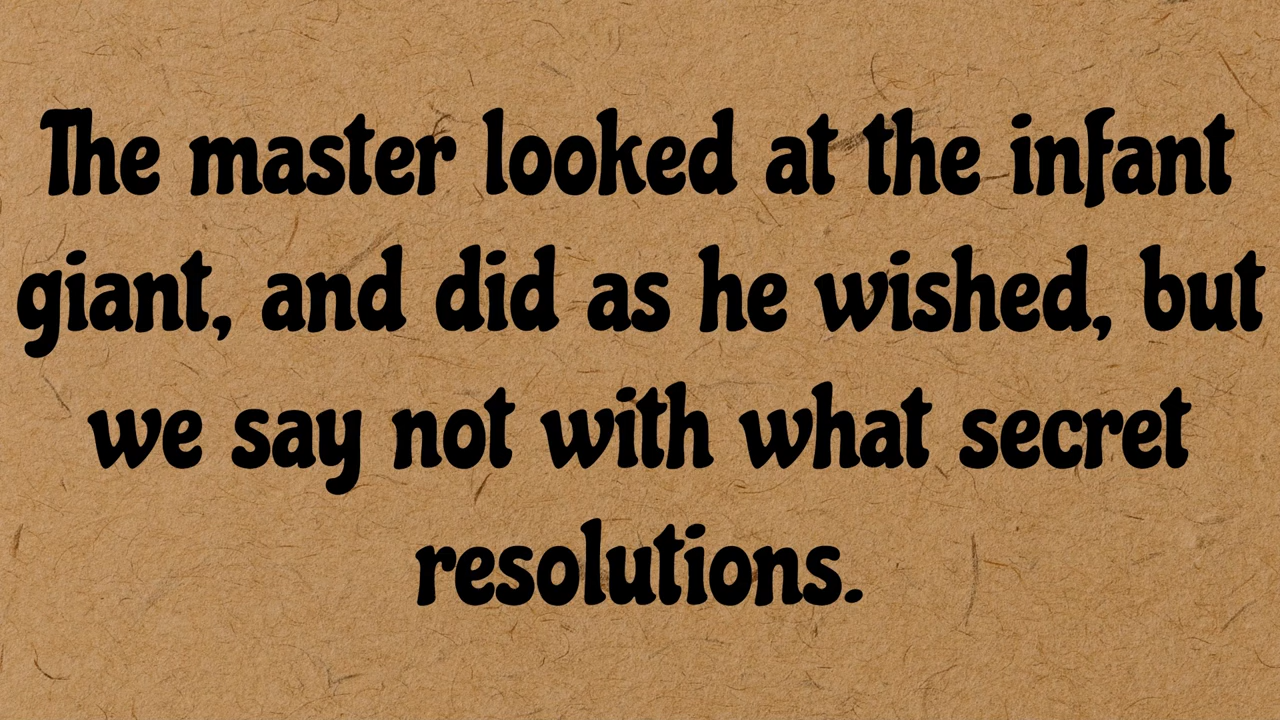 The master looked at the infant
giant, and did as he wished, but
we say not with what secret
resolutions.